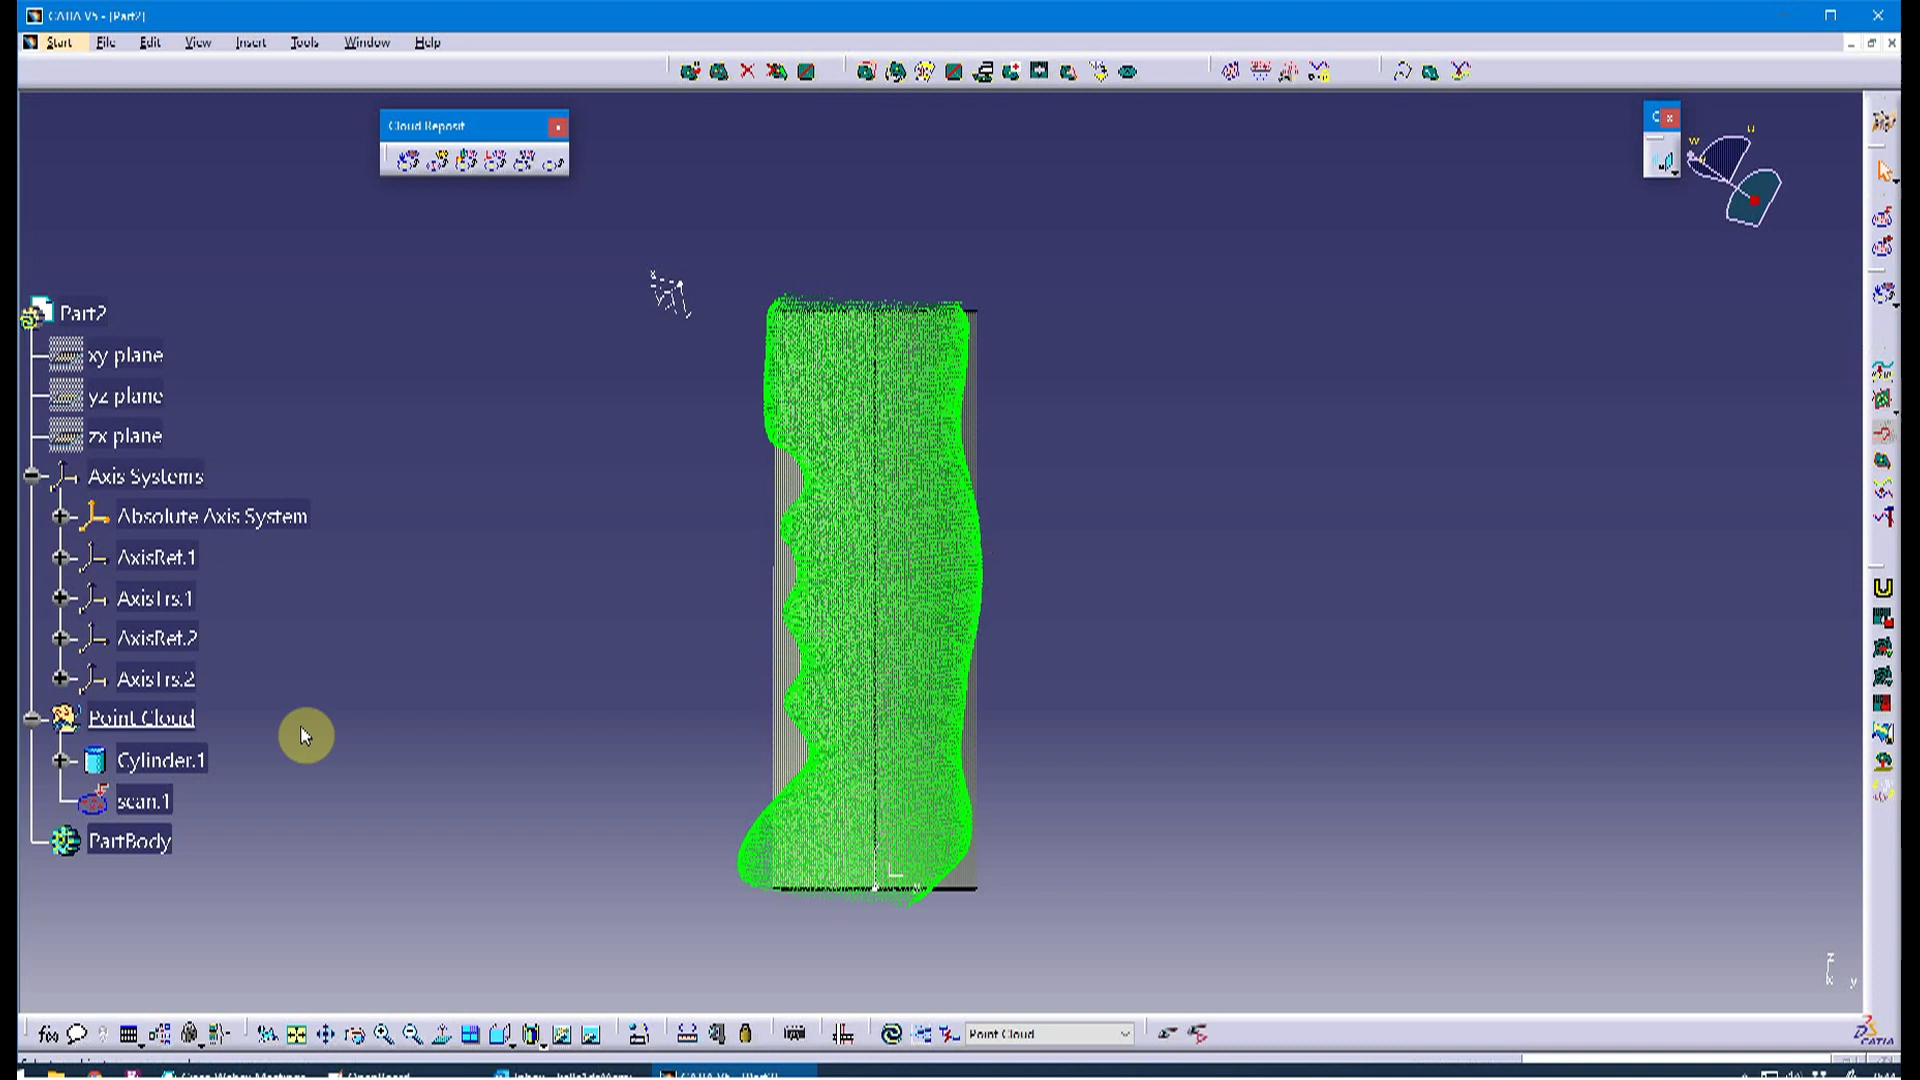 CATIA V5 - [Part2]
Start File Edit View Insert Tools Window Help
Cloud Reposit
Part2
xy plane
yz plane
zx plane
Axis Systems
Absolute Axis System
AxisRef.1
AxisTrs.1
AxisRef.2
AxisTrs.2
Point Cloud
Cylinder.1
scan.1
PartBody
z
y
Point Cloud
CATIA